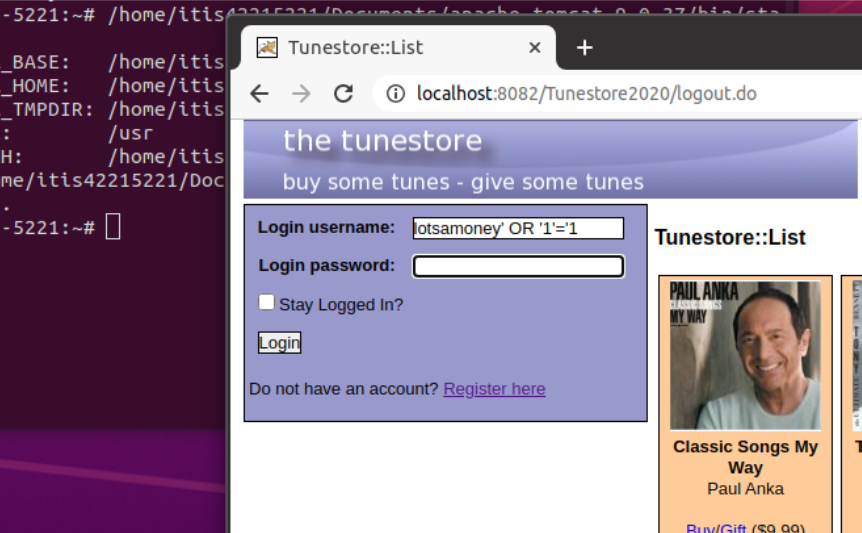 -5221:~# /home/itis42215221/Documents/apache-tomcat-9.0.37/bin/sta
_BASE: /home/itis
_HOME: /home/itis
_TMPDIR: /home/itis
: /usr
H: /home/itis
me/itis42215221/Doc
.
-5221:~#
Tunestore::List
localhost:8082/Tunestore2020/logout.do
the tunestore
buy some tunes - give some tunes
Login username: lotsamoney' OR '1'='1
Login password:
Stay Logged In?
Login
Do not have an account? Register here
Tunestore::List
PAUL ANKA
CLASSIC SONGS
MY WAY
Classic Songs My
Way
Paul Anka
Buy/Gift ($9.99)